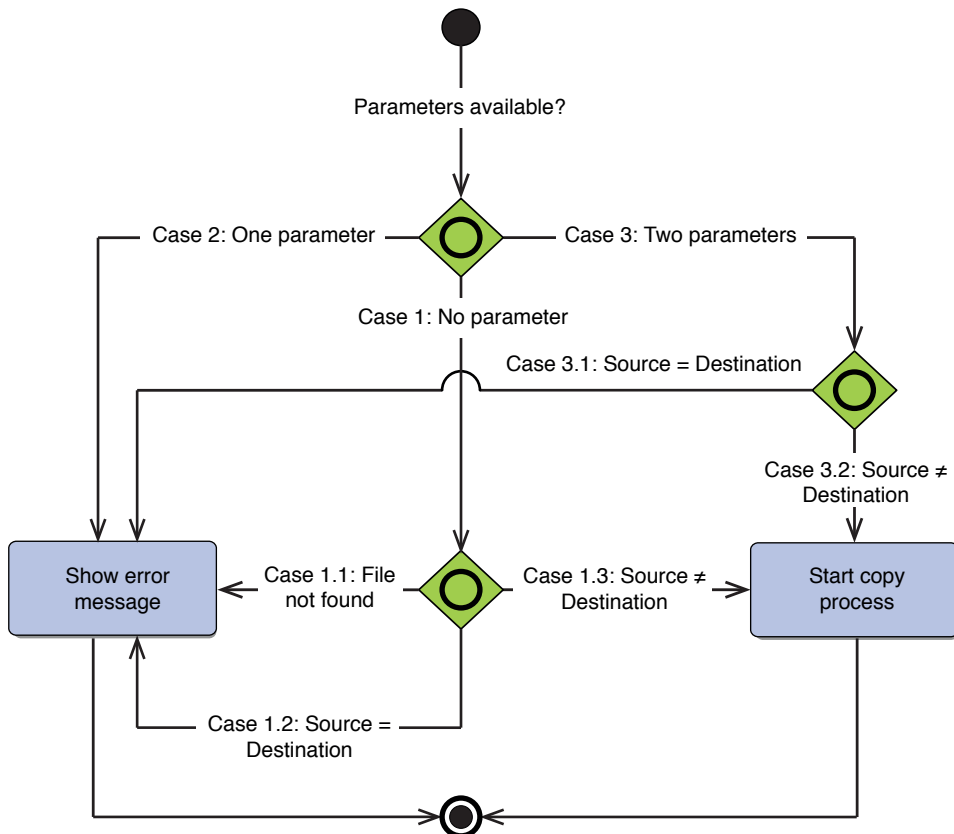 Parameters available?
Case 2: One parameter
Case 3: Two parameters
Case 1: No parameter
Case 3.1: Source = Destination
Case 3.2: Source ≠
Destination
Show error
message
Case 1.1: File
not found
Case 1.3: Source ≠
Destination
Start copy
process
Case 1.2: Source =
Destination